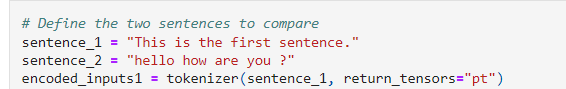 # Define the two sentences to compare
sentence_1 = "This is the first sentence."
sentence_2 = "hello how are you ?"
encoded_inputs1 = tokenizer(sentence_1, return_tensors="pt")